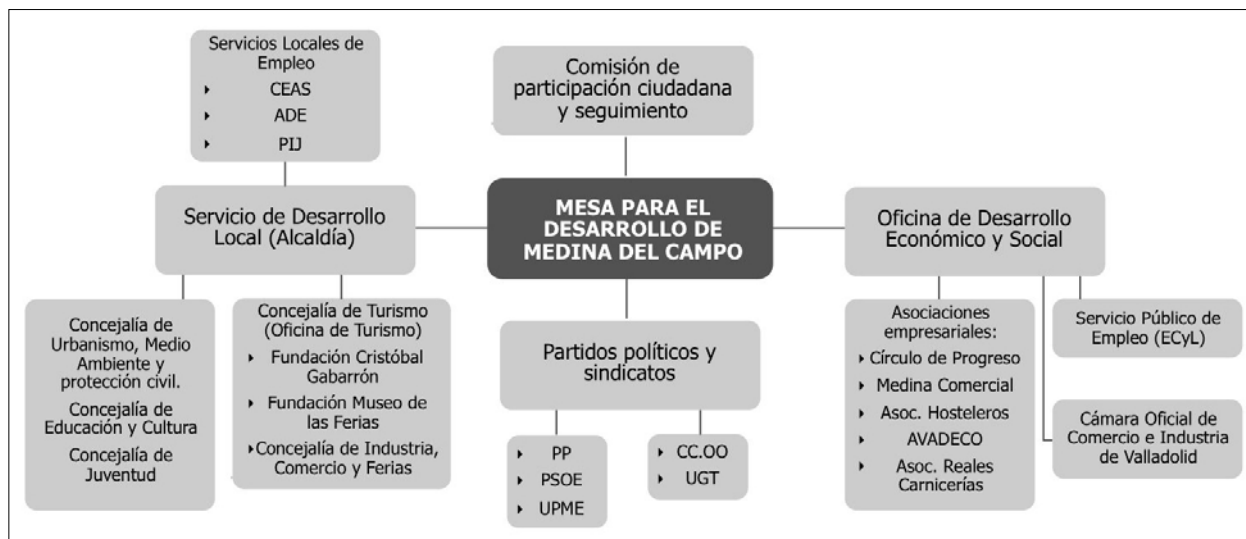 Servicios Locales de
Empleo
CEAS
ADE
PIJ
Comisión de
participación ciudadana
y seguimiento
Servicio de Desarrollo
Local (Alcaldía)
MESA PARA EL
DESARROLLO DE
MEDINA DEL CAMPO
Oficina de Desarrollo
Económico y Social
Concejalía de
Urbanismo, Medio
Ambiente y
protección civil.
Concejalía de
Educación y Cultura
Concejalía de
Juventud
Concejalía de Turismo
(Oficina de Turismo)
Fundación Cristóbal
Gabarrón
Fundación Museo de
las Ferias
Concejalía de Industria,
Comercio y Ferias
Partidos políticos y
sindicatos
PP
PSOE
UPME
CC.OO
UGT
Asociaciones
empresariales:
Círculo de Progreso
Medina Comercial
Asoc. Hosteleros
AVADECO
Asoc. Reales
Carnicerías
Servicio Público de
Empleo (ECyL)
Cámara Oficial de
Comercio e Industria
de Valladolid